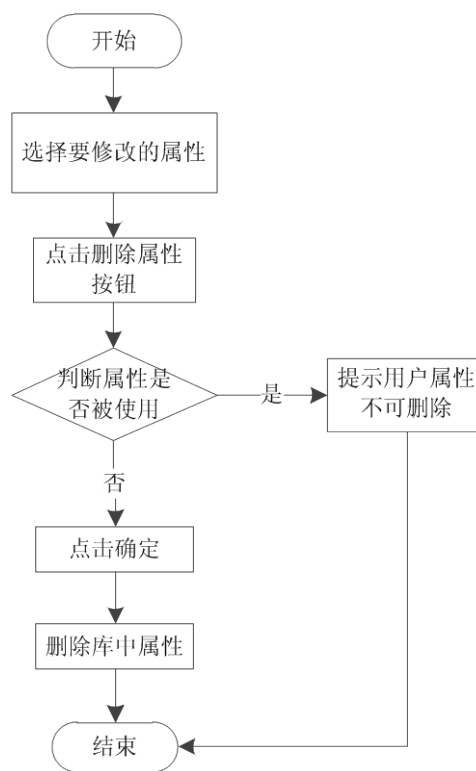 开始
选择要修改的属性
点击删除属性
按钮
判断属性是
否被使用
是
提示用户属性
不可删除
否
点击确定
删除库中属性
结束